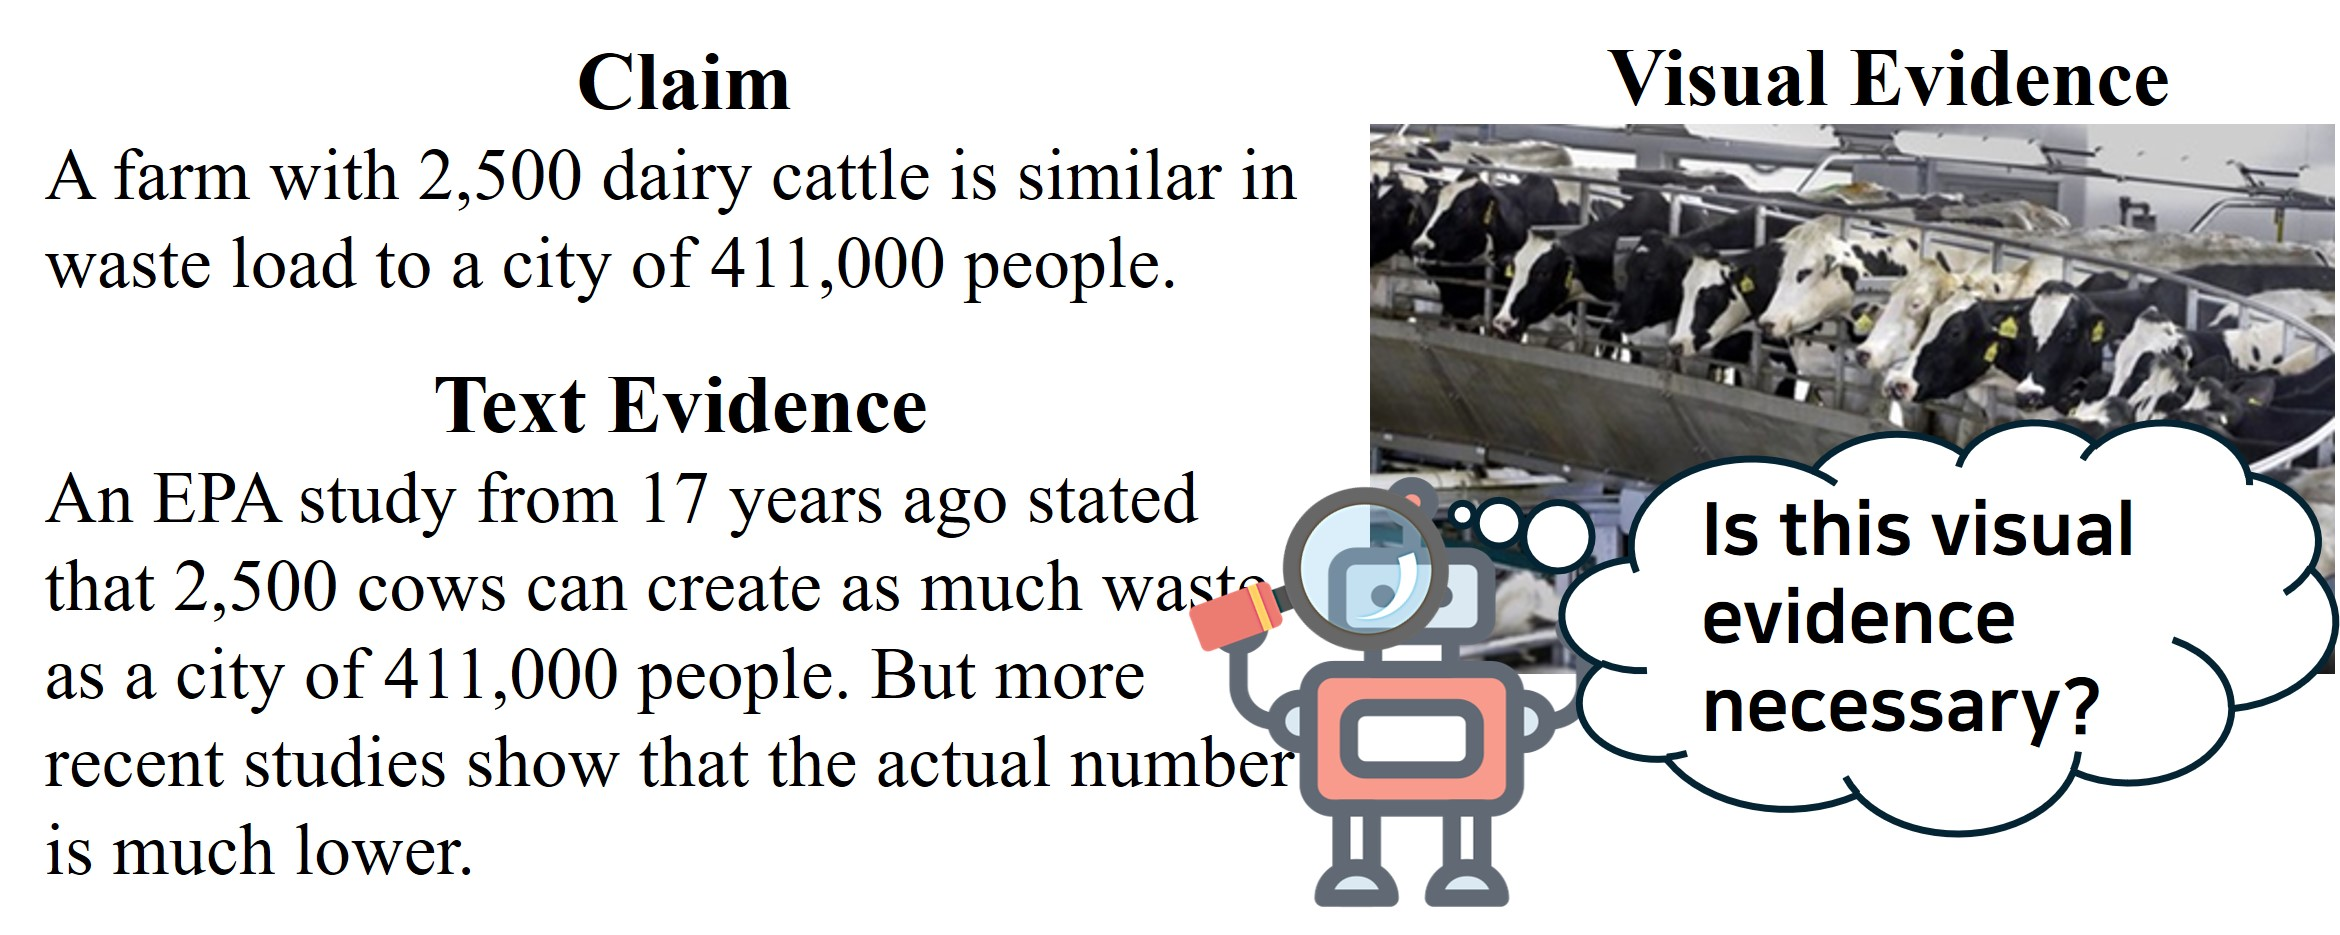 Claim
A farm with 2,500 dairy cattle is similar in
waste load to a city of 411,000 people.
Text Evidence
An EPA study from 17 years ago stated
that 2,500 cows can create as much waste
as a city of 411,000 people. But more
recent studies show that the actual number
is much lower.
Visual Evidence
Is this visual
evidence
necessary?